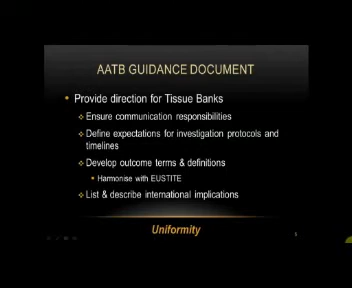 AATB GUIDANCE DOCUMENT
• Provide direction for Tissue Banks
❖ Ensure communication responsibilities
❖ Define expectations for investigation protocols and
timelines
❖ Develop outcome terms & definitions
• Harmonise with EUSTITE
❖ List & describe international implications
Uniformity